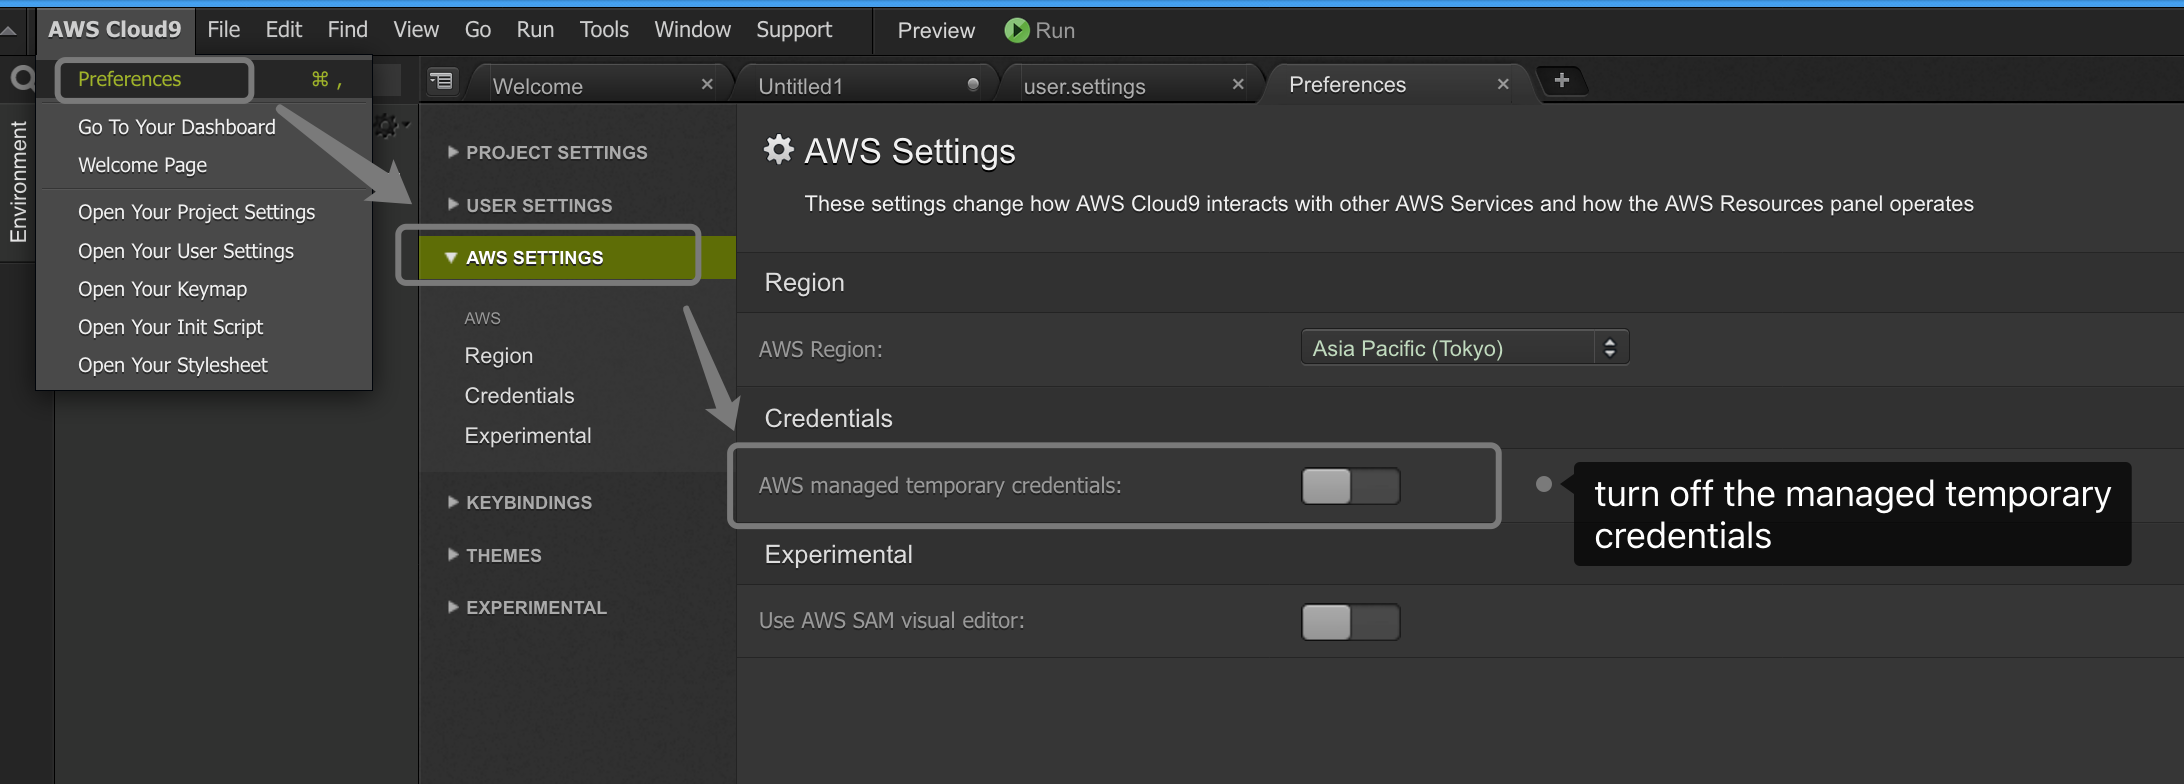 AWS Cloud9 File Edit Find View Go Run Tools Window Support Preview Run
Preferences ⌘ ,
Go To Your Dashboard
Welcome Page
Open Your Project Settings
Open Your User Settings
Open Your Keymap
Open Your Init Script
Open Your Stylesheet
Environment
Welcome × Untitled1 user.settings × Preferences × +
PROJECT SETTINGS
USER SETTINGS
AWS SETTINGS
AWS
Region
Credentials
Experimental
KEYBINDINGS
THEMES
EXPERIMENTAL
AWS Settings
These settings change how AWS Cloud9 interacts with other AWS Services and how the AWS Resources panel operates
Region
AWS Region: Asia Pacific (Tokyo)
Credentials
AWS managed temporary credentials:
turn off the managed temporary
credentials
Experimental
Use AWS SAM visual editor: